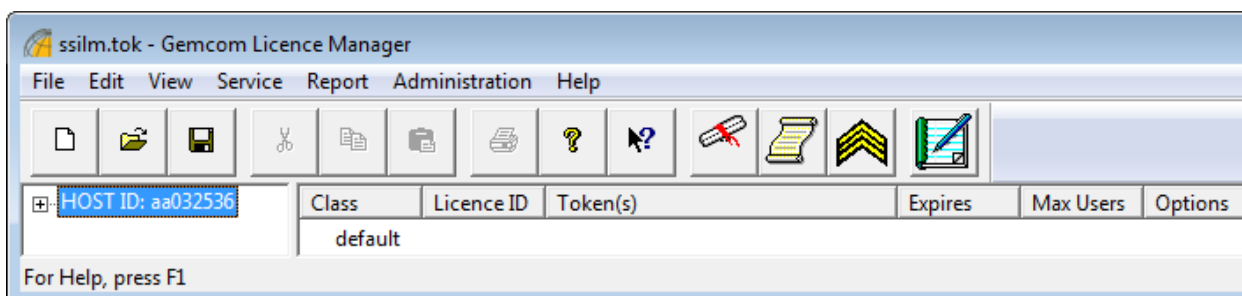 ssilm.tok - Gemcom Licence Manager
File Edit View Service Report Administration Help
HOST ID: aa032536 Class Licence ID Token(s) Expires Max Users Options
default
For Help, press F1